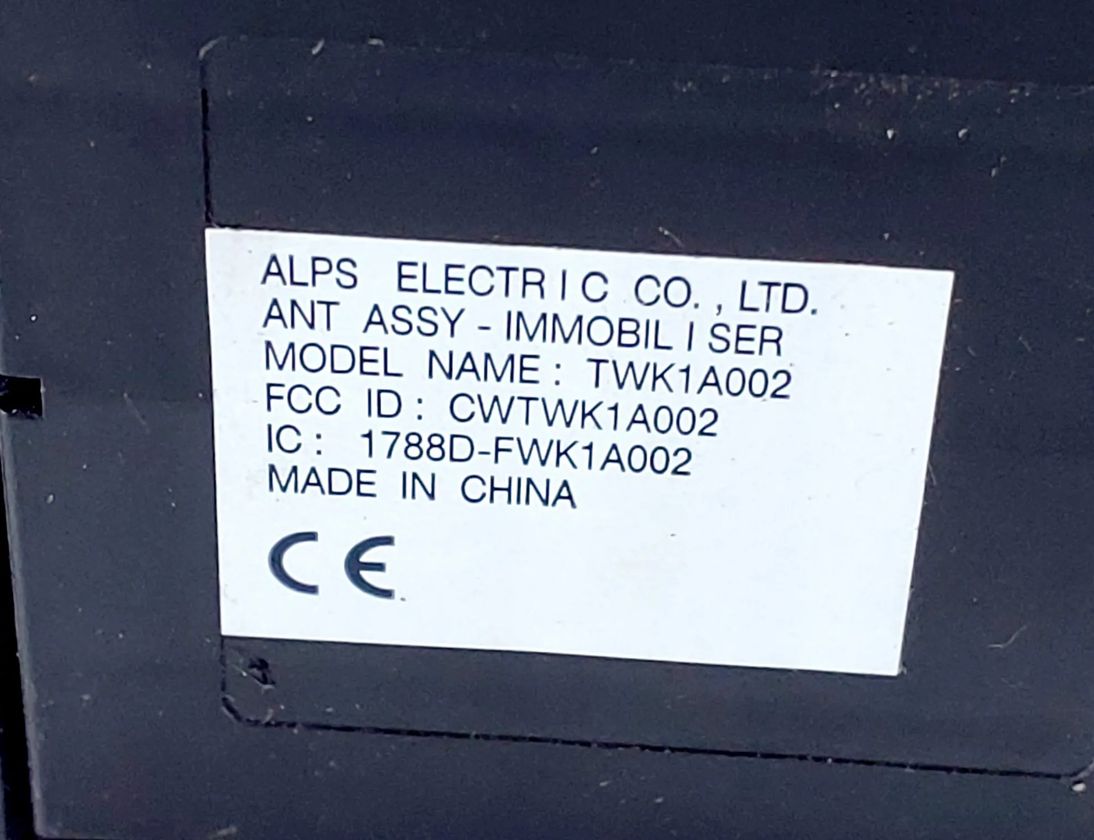 ALPS ELECTRIC CO., LTD.
ANT ASSY - IMMOBILISER
MODEL NAME: TWK1A002
FCC ID: CWTWK1A002
IC: 1788D-FWK1A002
MADE IN CHINA
CE